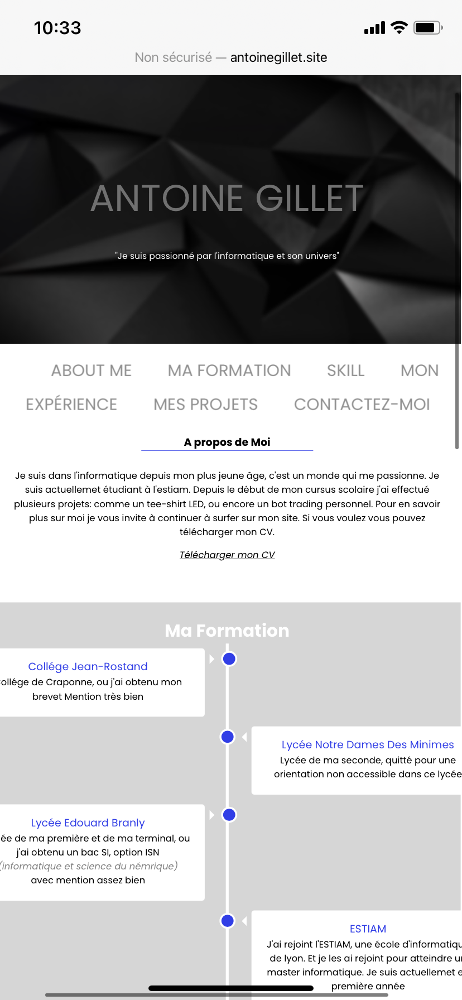 10:33
Non sécurisé — antoinegillet.site
ANTOINE GILLET
"Je suis passionné par l'informatique et son univers"
ABOUT ME MA FORMATION SKILL MON
EXPÉRIENCE MES PROJETS CONTACTEZ-MOI
A propos de Moi
Je suis dans l'informatique depuis mon plus jeune âge, c'est un monde qui me passionne. Je
suis actuellemet étudiant à l'estiam. Depuis le début de mon cursus scolaire j'ai effectué
plusieurs projets: comme un tee-shirt LED, ou encore un bot trading personnel. Pour en savoir
plus sur moi je vous invite à continuer à surfer sur mon site. Si vous voulez vous pouvez
télécharger mon CV.
Télécharger mon CV
Ma Formation
Collége Jean-Rostand
ollége de Craponne, ou j'ai obtenu mon
brevet Mention très bien
Lycée Notre Dames Des Minimes
Lycée de ma seconde, quitté pour une
orientation non accessible dans ce lycée
Lycée Edouard Branly
ée de ma première et de ma terminal, ou
j'ai obtenu un bac SI, option ISN
(informatique et science du némrique)
avec mention assez bien
ESTIAM
J'ai rejoint l'ESTIAM, une école d'informatiqu
de lyon. Et je les ai rejoint pour atteindre u
master informatique. Je suis actuellemet e
première année